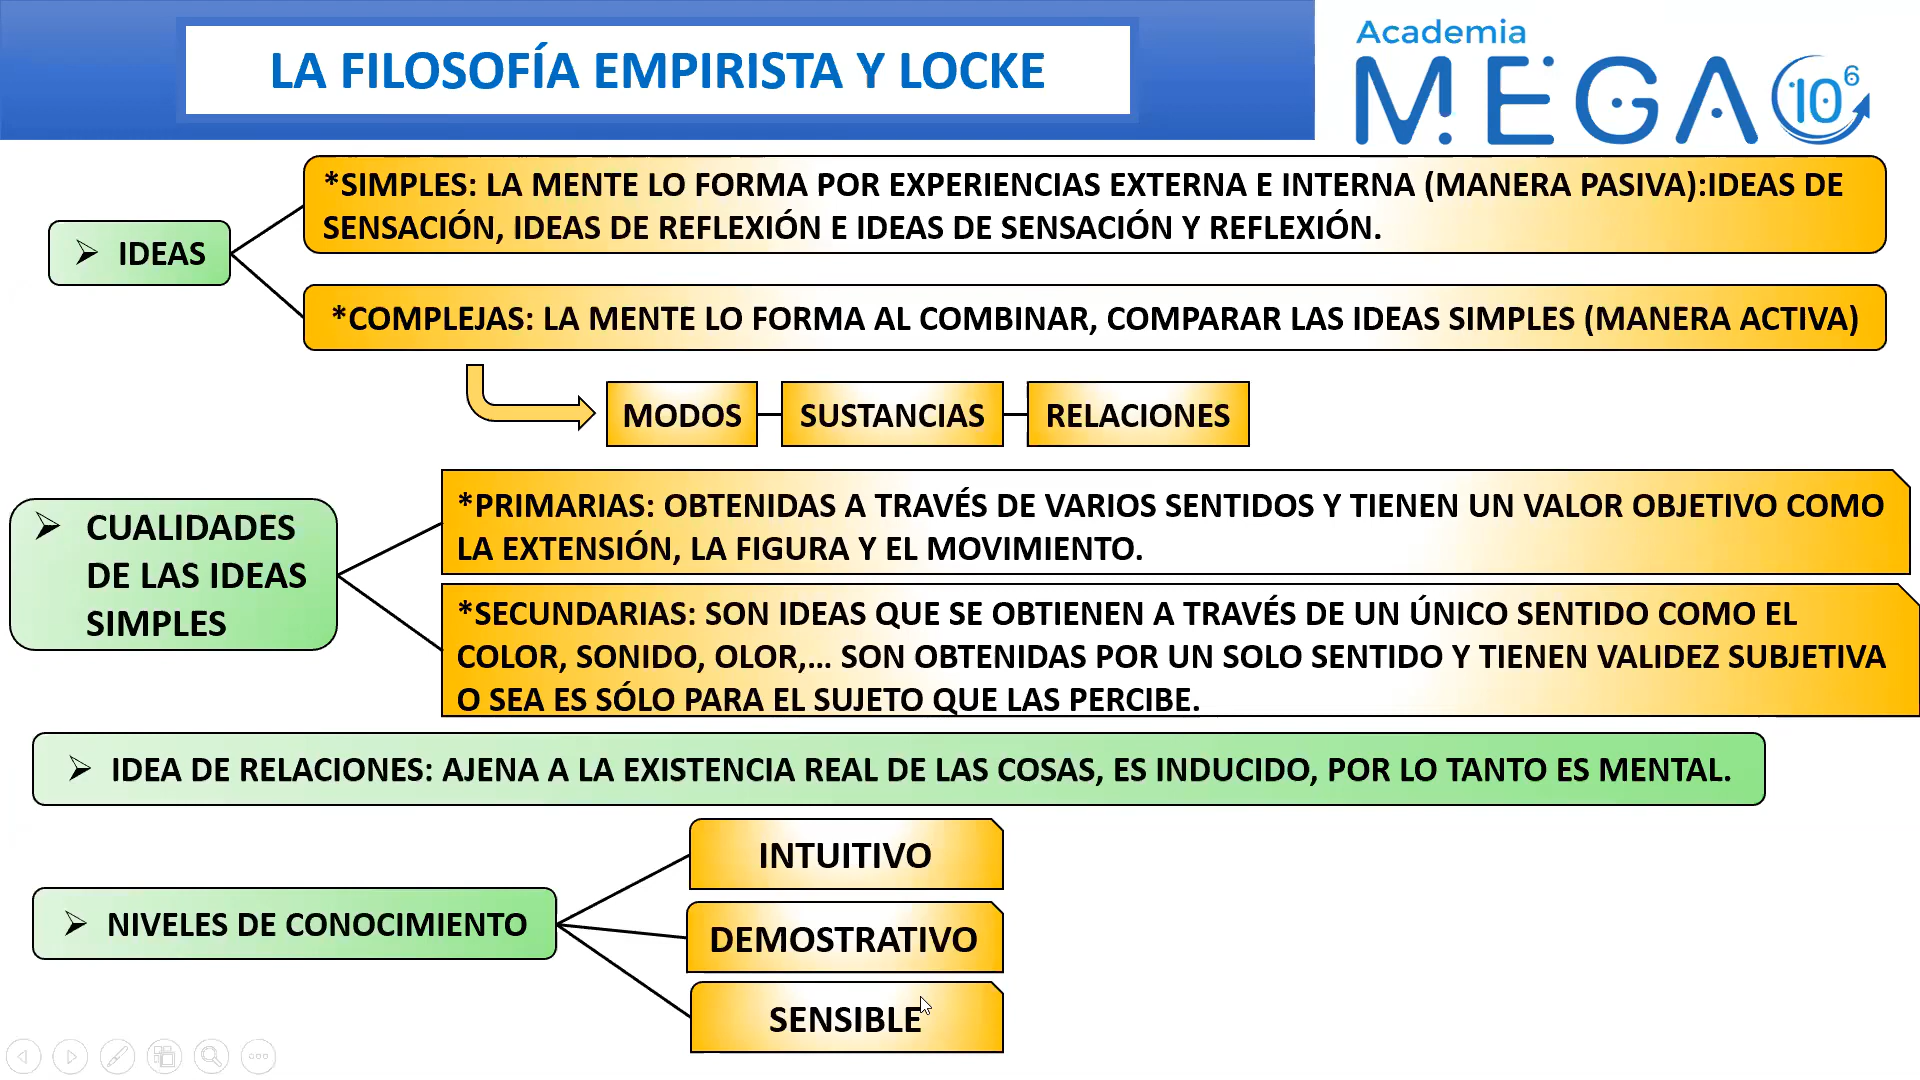 LA FILOSOFÍA EMPIRISTA Y LOCKE
Academia
MEGA 10⁶
➢ IDEAS
*SIMPLES: LA MENTE LO FORMA POR EXPERIENCIAS EXTERNA E INTERNA (MANERA PASIVA):IDEAS DE
SENSACIÓN, IDEAS DE REFLEXIÓN E IDEAS DE SENSACIÓN Y REFLEXIÓN.
*COMPLEJAS: LA MENTE LO FORMA AL COMBINAR, COMPARAR LAS IDEAS SIMPLES (MANERA ACTIVA)
MODOS
SUSTANCIAS
RELACIONES
➢ CUALIDADES
DE LAS IDEAS
SIMPLES
*PRIMARIAS: OBTENIDAS A TRAVÉS DE VARIOS SENTIDOS Y TIENEN UN VALOR OBJETIVO COMO
LA EXTENSIÓN, LA FIGURA Y EL MOVIMIENTO.
*SECUNDARIAS: SON IDEAS QUE SE OBTIENEN A TRAVÉS DE UN ÚNICO SENTIDO COMO EL
COLOR, SONIDO, OLOR,... SON OBTENIDAS POR UN SOLO SENTIDO Y TIENEN VALIDEZ SUBJETIVA
O SEA ES SÓLO PARA EL SUJETO QUE LAS PERCIBE.
➢ IDEA DE RELACIONES: AJENA A LA EXISTENCIA REAL DE LAS COSAS, ES INDUCIDO, POR LO TANTO ES MENTAL.
➢ NIVELES DE CONOCIMIENTO
INTUITIVO
DEMOSTRATIVO
SENSIBLE